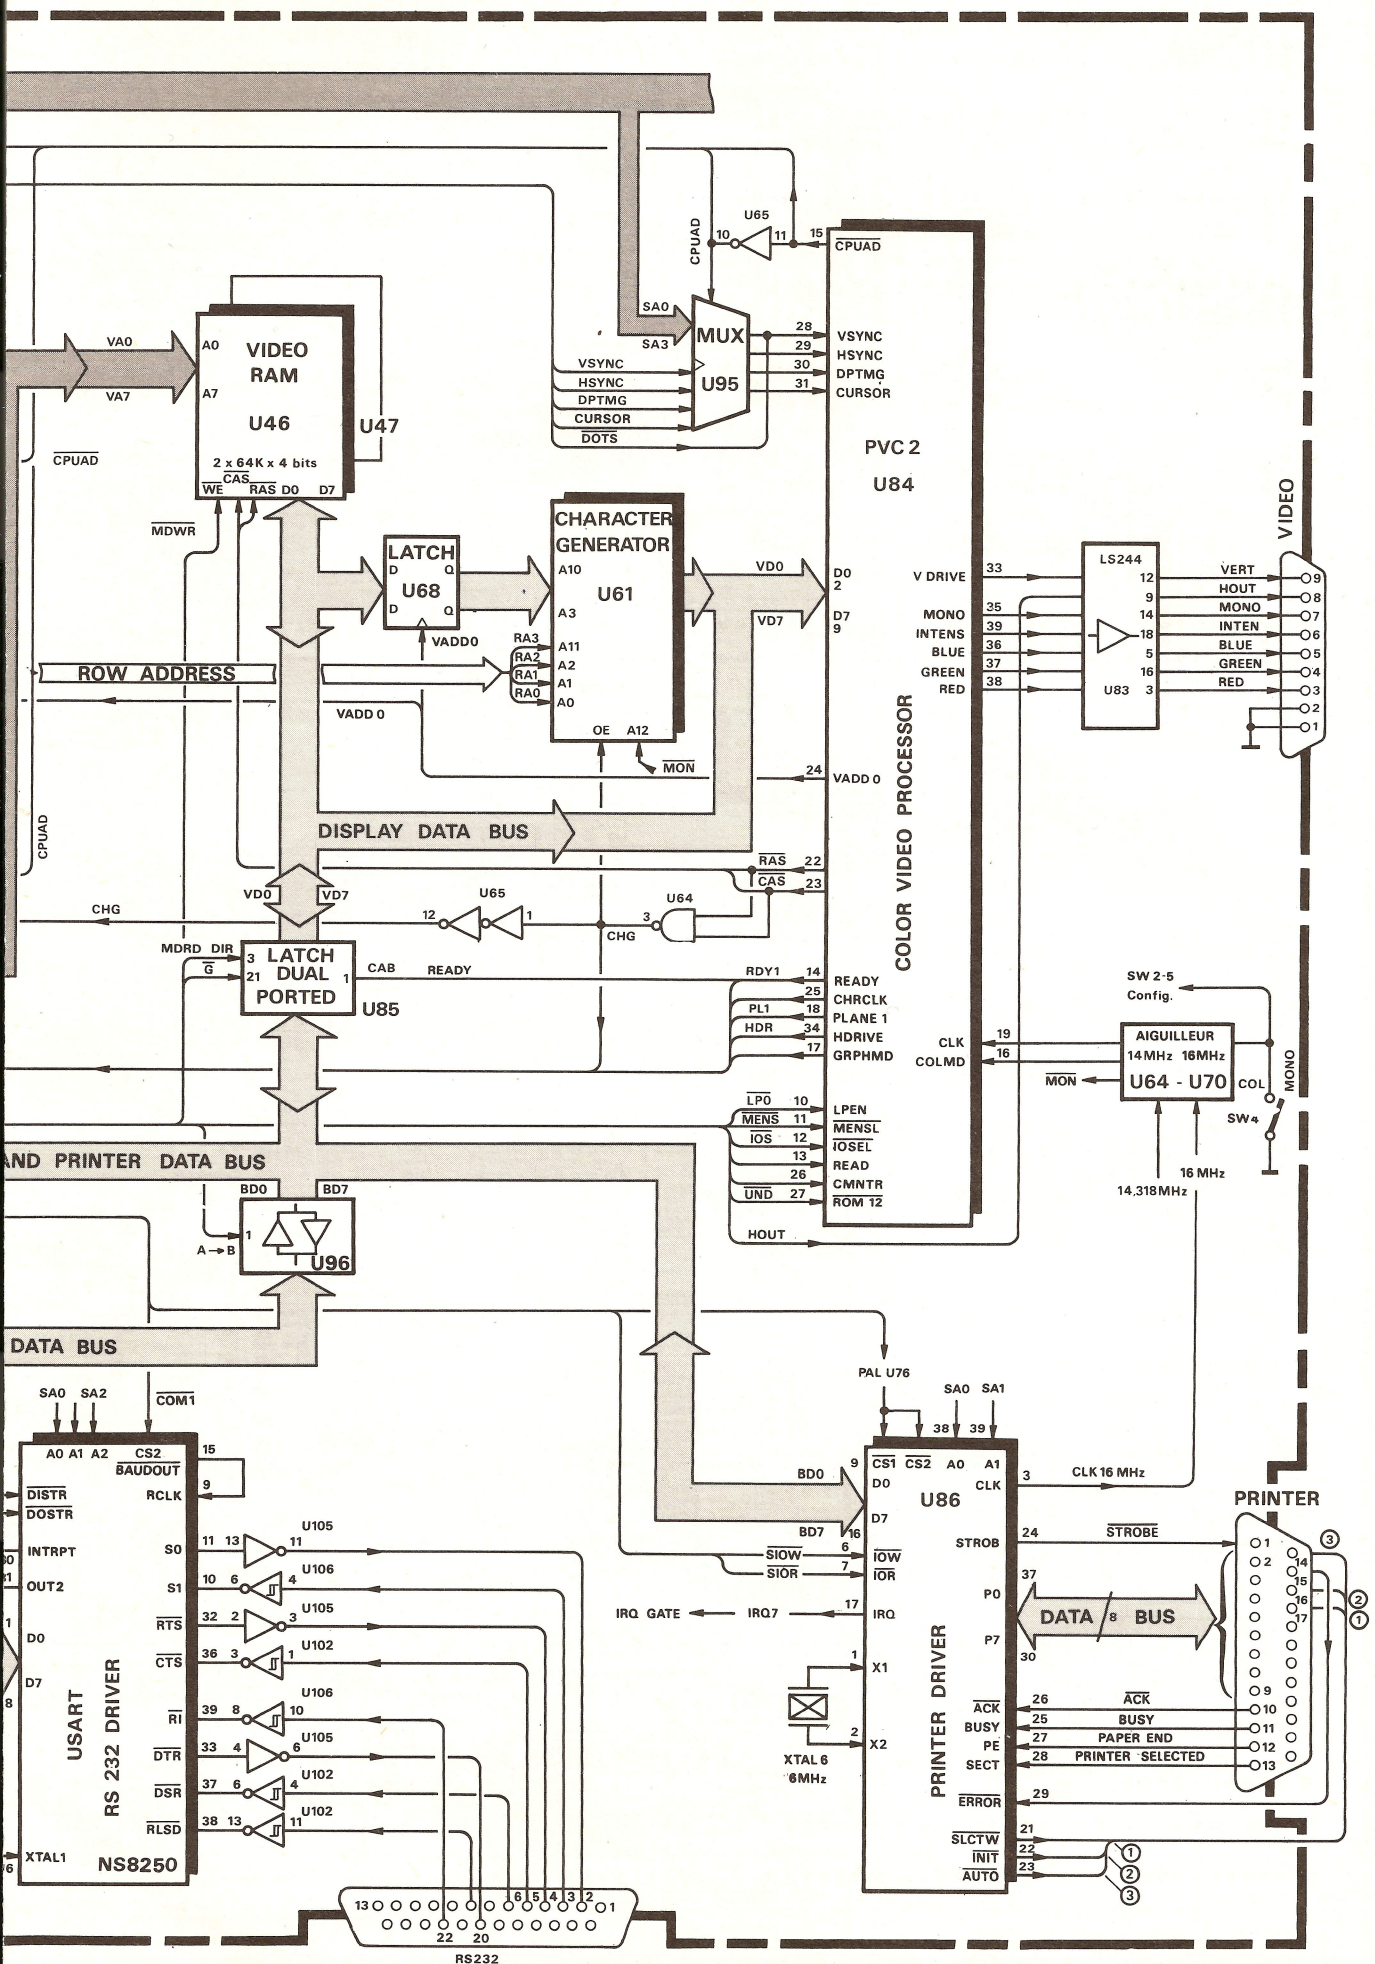 U65
10
11
15
CPUAD
CPUAD
SA0
SA3
MUX
U95
VSYNC
HSYNC
DPTMG
CURSOR
DOTS
28
29
30
31
VSYNC
HSYNC
DPTMG
CURSOR
VA0
VA7
A0
A7
VIDEO
RAM
U46
U47
2 x 64K x 4 bits
CAS
WE
RAS
D0
D7
CPUAD
MDWR
PVC 2
U84
COLOR VIDEO PROCESSOR
LATCH
D
Q
U68
D
Q
VADD0
CHARACTER
GENERATOR
A10
U61
A3
RA3
A11
RA2
A2
RA1
A1
RA0
A0
OE
A12
MON
VD0
VD7
D0
2
D7
9
ROW ADDRESS
VADD 0
24
VADD 0
V DRIVE
33
MONO
35
INTENS
39
BLUE
36
GREEN
37
RED
38
LS244
12
9
14
18
5
16
3
U83
VERT
HOUT
MONO
INTEN
BLUE
GREEN
RED
VIDEO
9
8
7
6
5
4
3
2
1
CPUAD
DISPLAY DATA BUS
RAS
22
CAS
23
VD0
VD7
CHG
U65
12
1
U64
3
CHG
MDRD
DIR
3
G
21
LATCH
DUAL
PORTED
1
U85
CAB
READY
RDY1
14
READY
25
CHRCLK
PL1
18
PLANE 1
HDR
34
HDRIVE
17
GRPHMD
CLK
19
COLMD
16
SW 2-5
Config.
AIGUILLEUR
14MHz
16MHz
U64 - U70
MON
COL
MONO
SW4
14,318MHz
16 MHz
LP0
10
LPEN
MENS
11
MENSL
IOS
12
IOSEL
13
READ
26
CMNTR
UND
27
ROM 12
HOUT
AND PRINTER DATA BUS
BD0
BD7
1
A→B
U96
DATA BUS
PAL U76
SA0
SA1
38
39
SA0
SA2
COM1
A0
A1
A2
CS2
BAUDOUT
15
RCLK
9
DISTR
DOSTR
INTRPT
OUT2
D0
D7
8
USART
RS 232 DRIVER
XTAL1
NS8250
S0
11
13
U105
11
S1
10
6
U106
4
RTS
32
2
U105
3
CTS
36
3
U102
1
RI
39
8
U106
10
DTR
33
4
U105
6
DSR
37
6
U102
4
RLSD
38
13
U102
11
13
6
5
4
3
2
1
22
20
RS232
BD0
9
BD7
16
CS1
CS2
A0
A1
D0
U86
CLK
D7
3
CLK 16 MHz
SIOW
6
IOW
SIOR
7
IOR
IRQ GATE
IRQ7
17
IRQ
1
X1
2
X2
XTAL 6
6MHz
PRINTER DRIVER
STROB
24
STROBE
37
P0
P7
30
DATA
8
BUS
ACK
26
ACK
BUSY
25
BUSY
PE
27
PAPER END
SECT
28
PRINTER SELECTED
ERROR
29
SLCTW
21
INIT
22
AUTO
23
1
2
3
PRINTER
1
2
9
10
11
12
13
14
15
16
17
3
2
1